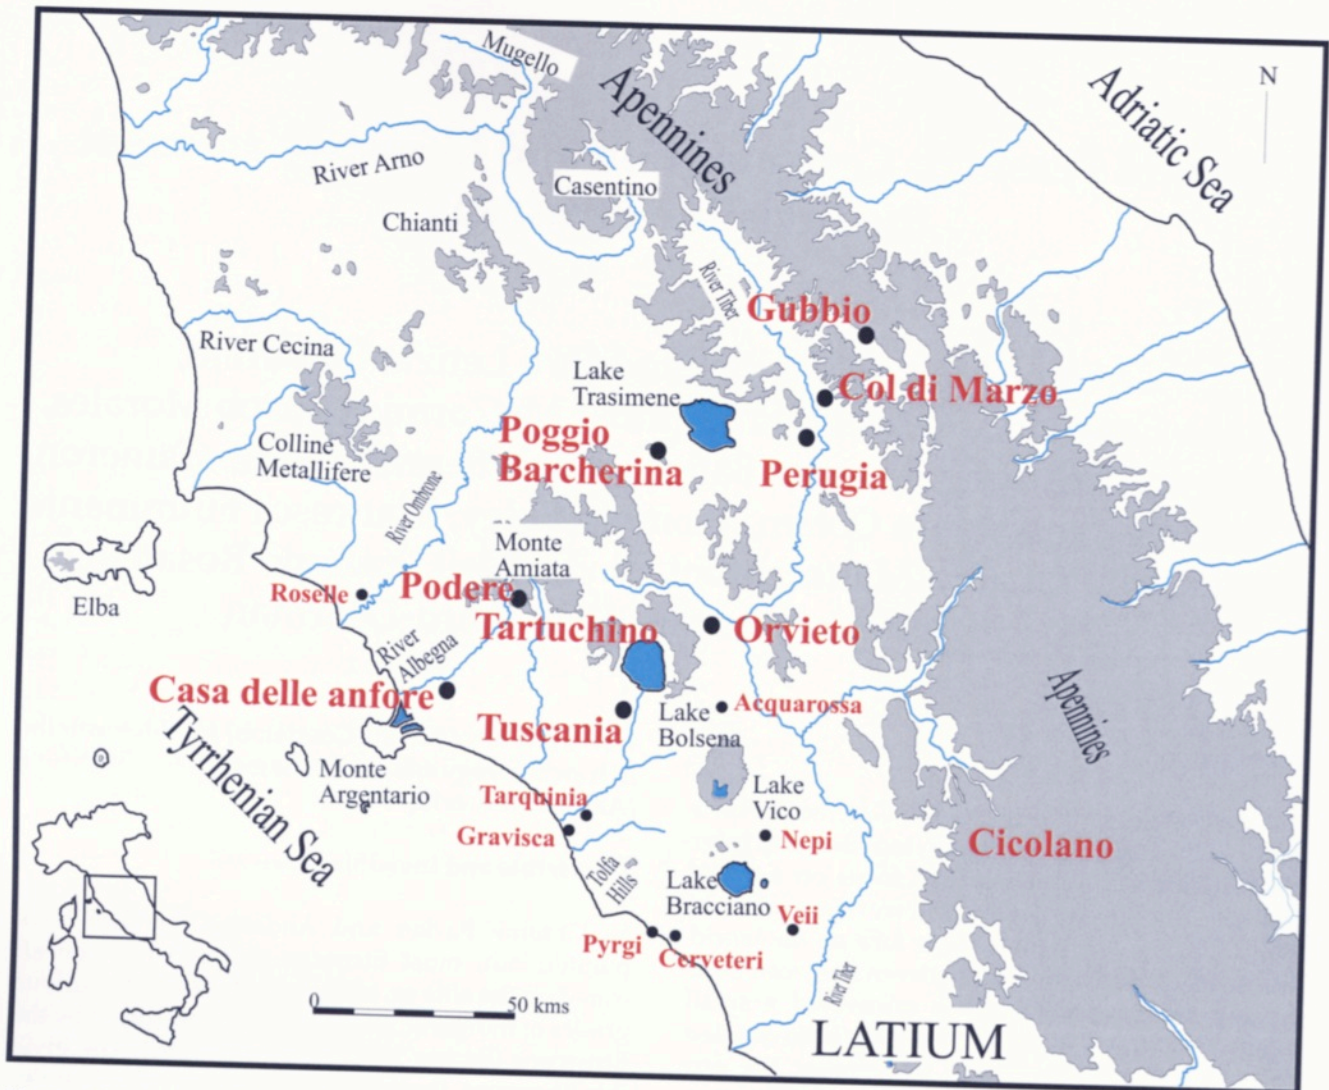 Mugello
Apennines
Adriatic Sea
N
River Arno
Casentino
Chianti
River Tiber
Gubbio
River Cecina
Lake
Trasimene
Col di Marzo
Poggio
Barcherina
Perugia
Colline
Metallifere
River Ombrone
Monte
Amiata
Elba
Roselle
Podere
Tartuchino
Orvieto
River
Albegna
Casa delle anfore
Acquarossa
Apennines
Tuscania
Lake
Bolsena
Tyrrhenian Sea
Monte
Argentario
Tarquinia
Lake
Vico
Gravisca
Nepi
Cicolano
Tolfa
Hills
Lake
Bracciano
Veii
Pyrgi
Cerveteri
River Tiber
0
50 kms
LATIUM